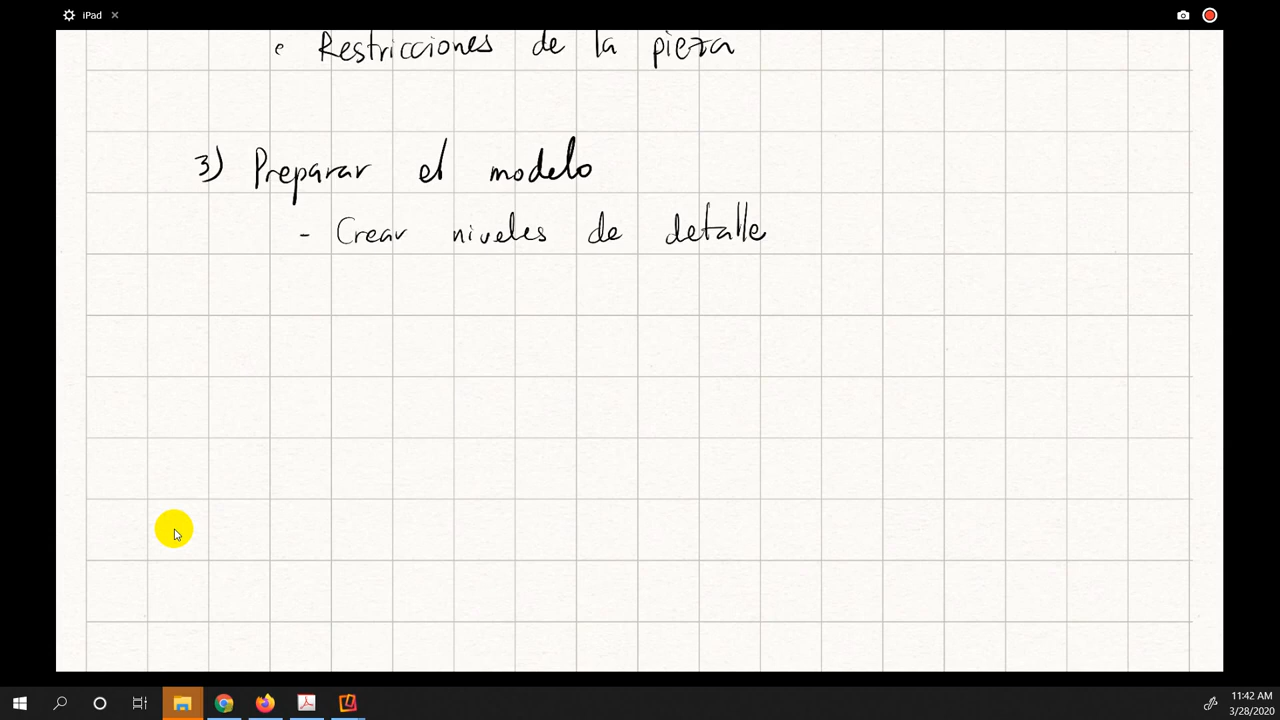 iPad
• Restricciones de la pieza
3) Preparar el modelo
- Crear niveles de detalle
11:42 AM
3/28/2020